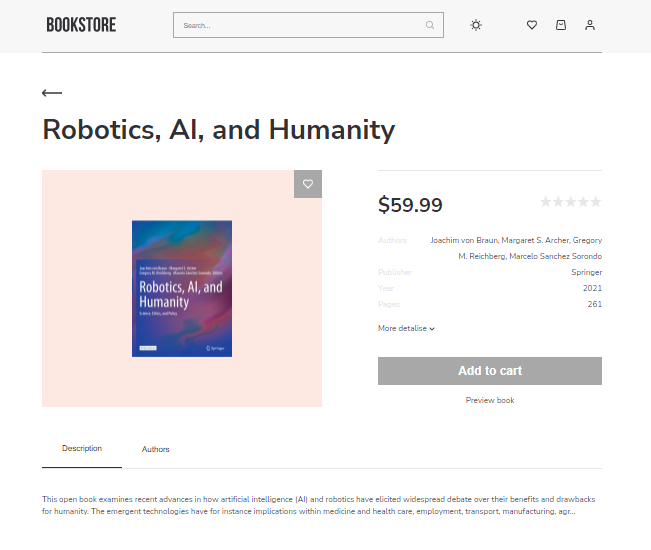 BOOKSTORE
Search...
Robotics, AI, and Humanity
Joachim von Braun · Margaret S. Archer
Gregory M. Reichberg · Marcelo Sánchez Sorondo Editors
Robotics, AI, and
Humanity
Science, Ethics, and Policy
Springer
$59.99
Authors Joachim von Braun, Margaret S. Archer, Gregory
M. Reichberg, Marcelo Sanchez Sorondo
Publisher Springer
Year 2021
Pages 261
More detalise
Add to cart
Preview book
Description Authors
This open book examines recent advances in how artificial intelligence (AI) and robotics have elicited widespread debate over their benefits and drawbacks
for humanity. The emergent technologies have for instance implications within medicine and health care, employment, transport, manufacturing, agr...